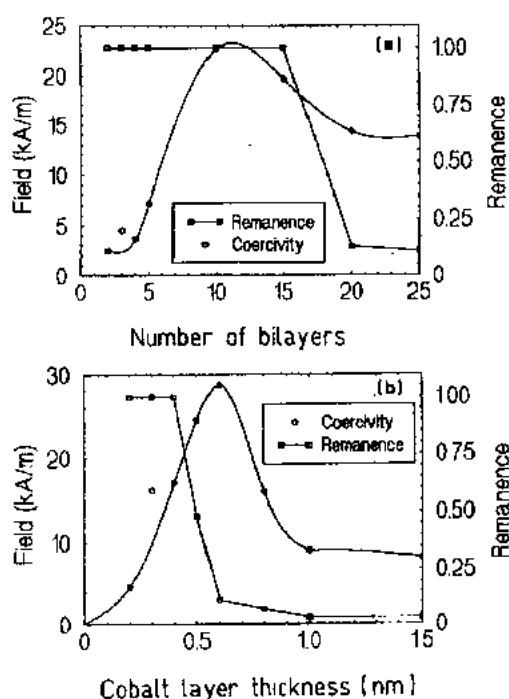 (a)
25
20
15
10
5
0
Field (kA/m)
1.00
0.75
0.50
0.25
0
Remanence
Remanence
Coercivity
0 5 10 15 20 25
Number of bilayers
(b)
30
20
10
0
Field (kA/m)
1.00
0.75
0.50
0.25
0
Remanence
Coercivity
Remanence
0 0.5 1.0 15
Cobalt layer thickness (nm)